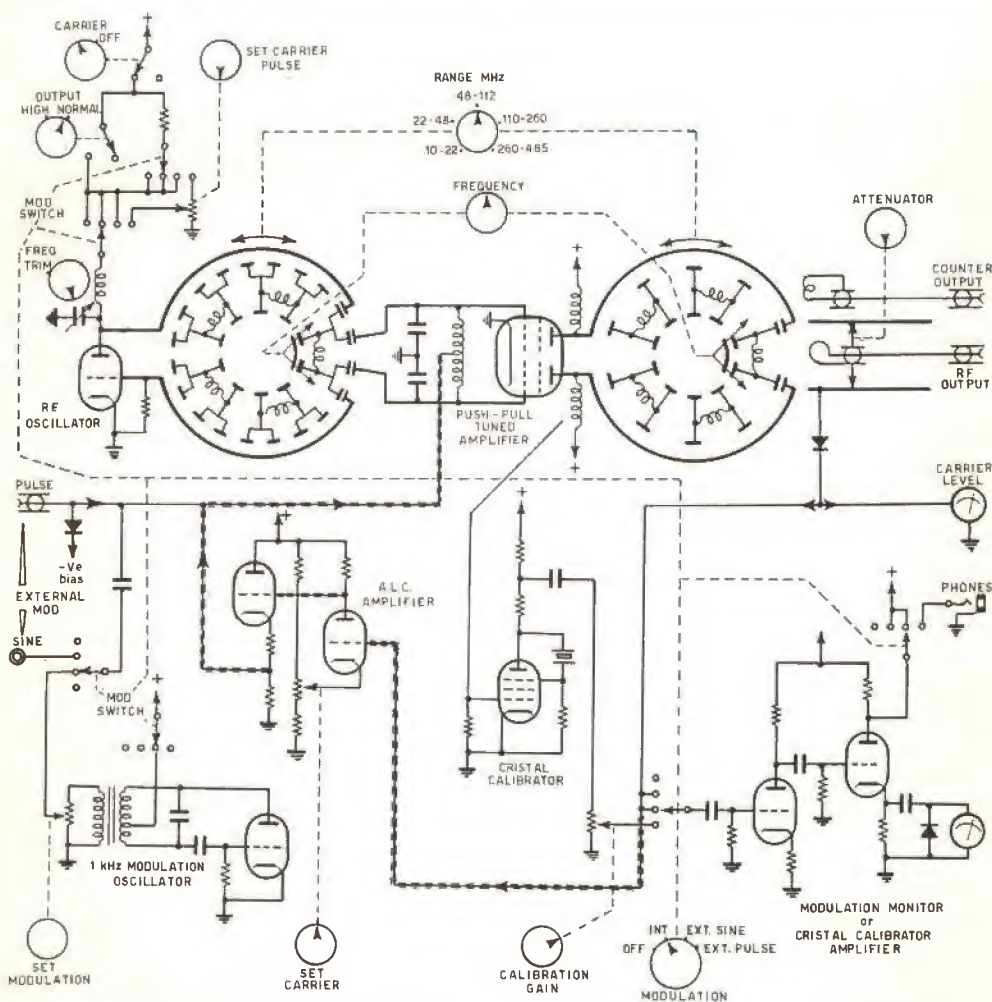 CARRIER
OFF
SET CARRIER
PULSE
OUTPUT
HIGH NORMAL
RANGE MHz
48-112
22-48
110-260
10-22
260-485
FREQUENCY
ATTENUATOR
MOD
SWITCH
FREQ
TRIM
COUNTER
OUTPUT
RF
OUTPUT
RF
OSCILLATOR
PUSH-PULL
TUNED
AMPLIFIER
PULSE
CARRIER
LEVEL
-Ve
bias
EXTERNAL
MOD
SINE
A.L.C.
AMPLIFIER
PHONES
MOD
SWITCH
CRISTAL
CALIBRATOR
1 kHz MODULATION
OSCILLATOR
MODULATION MONITOR
or
CRISTAL CALIBRATOR
AMPLIFIER
SET
MODULATION
SET
CARRIER
CALIBRATION
GAIN
INT
EXT. SINE
OFF
EXT. PULSE
MODULATION